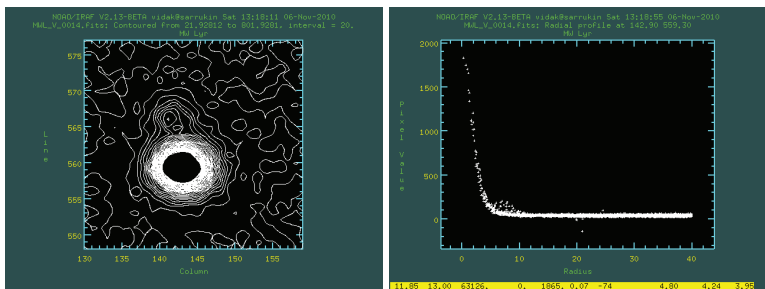 NOAO/IRAF V2.13-BETA vidak@sarrukin Sat 13:18:11 06-Nov-2010
MWL_V_0014.fits: Contoured from 21.92812 to 801.9281, interval = 20.
MW Lyr
575
570
565
560
555
550
Line
130 135 140 145 150 155
Column
NOAO/IRAF V2.13-BETA vidak@sarrukin Sat 13:18:55 06-Nov-2010
MWL_V_0014.fits: Radial profile at 142.90 559.30
MW Lyr
2000
1500
1000
500
0
Pixel Value
0 10 20 30 40
Radius
11.85 13.00 63126. 0. 1865. 0.07 -74 4.80 4.24 3.95